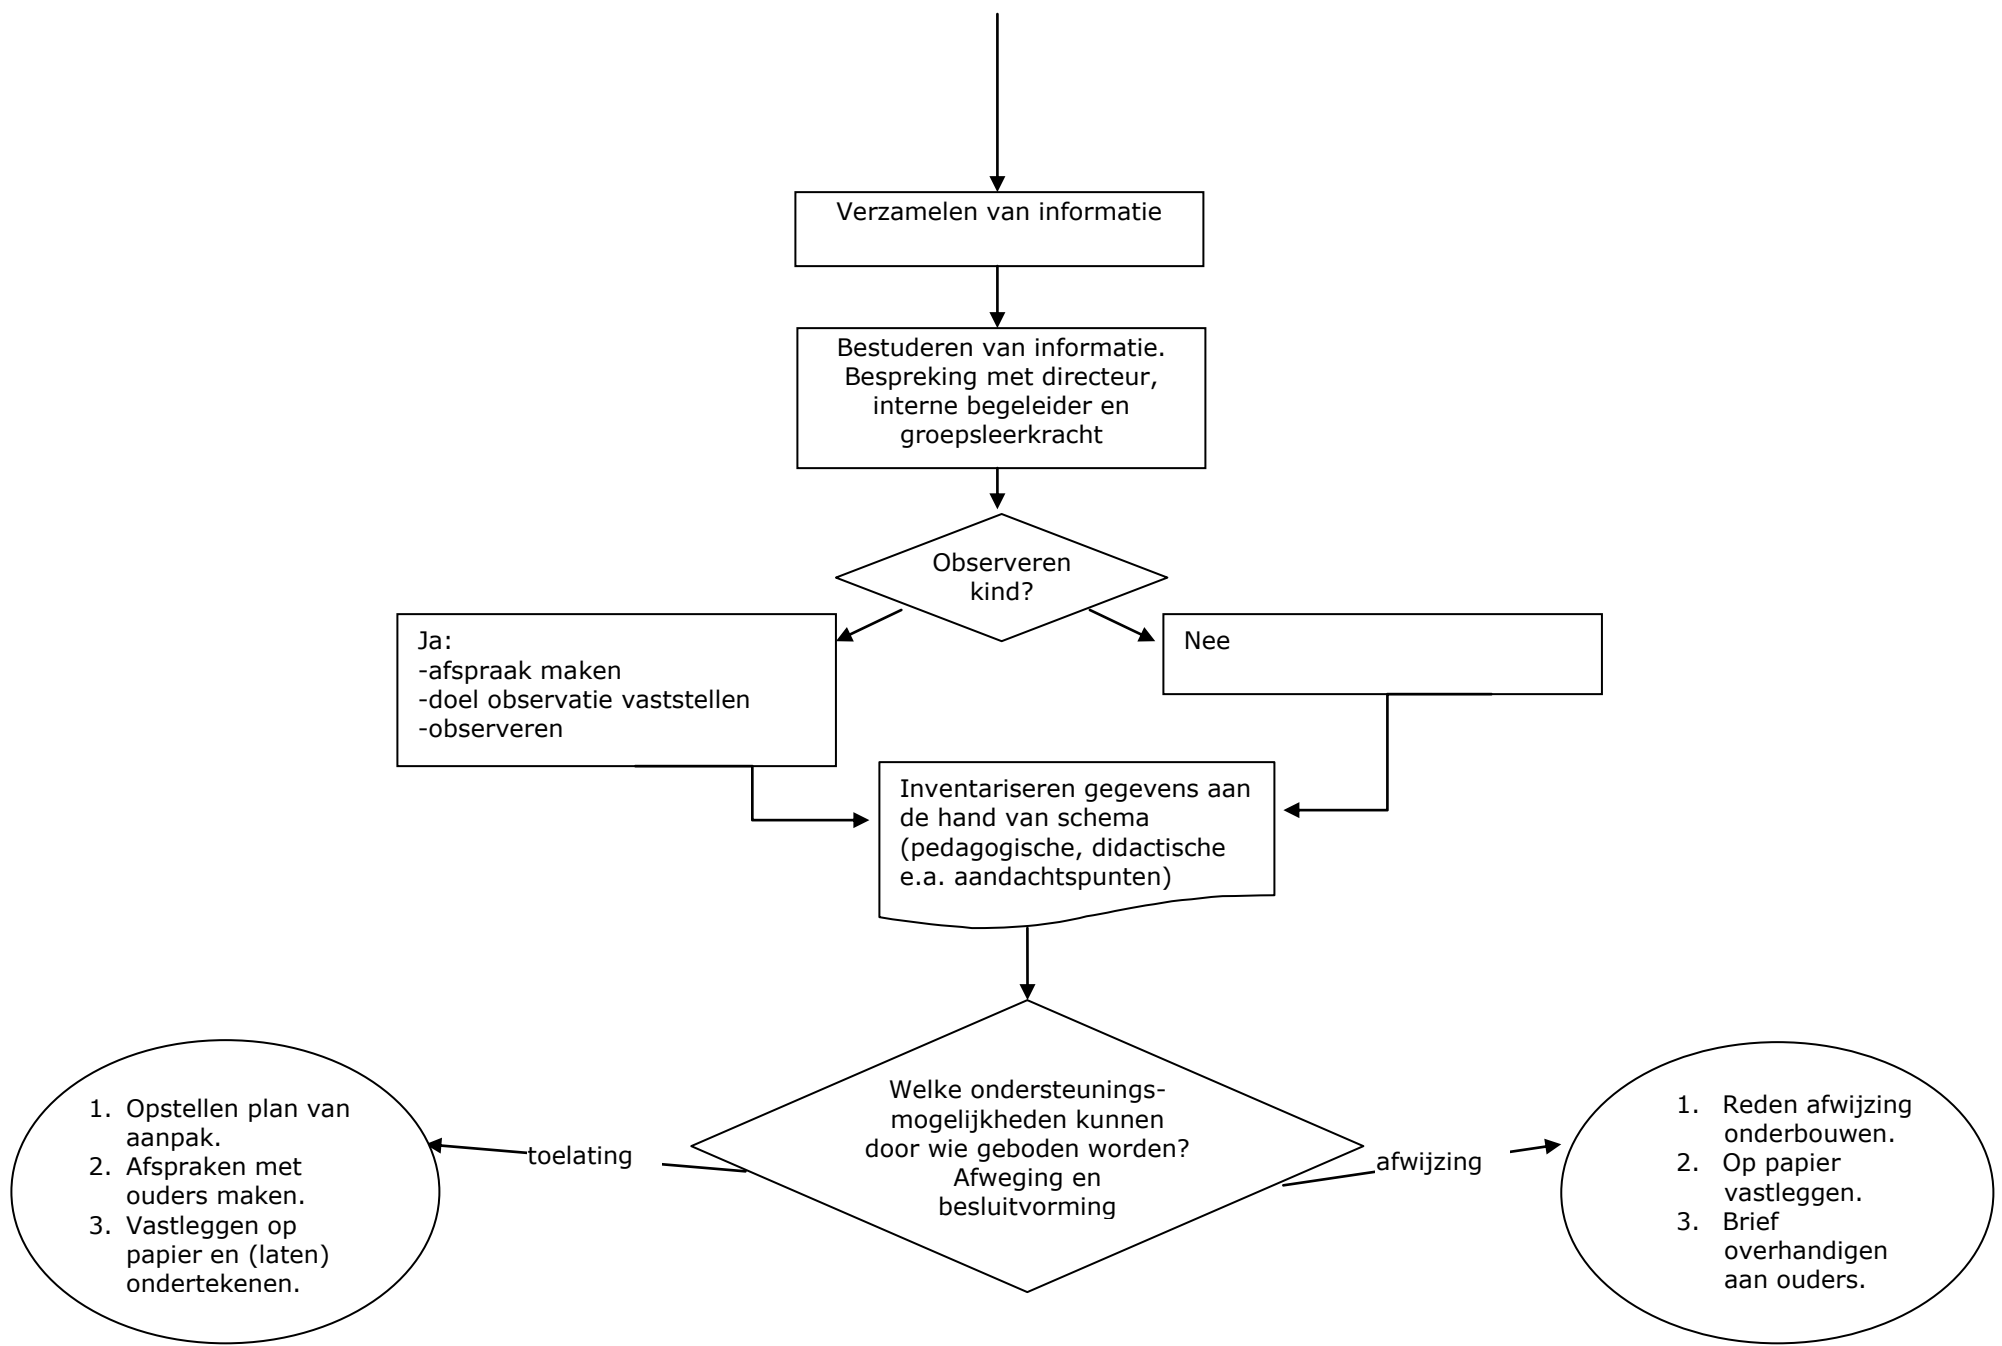 Verzamelen van informatie
Bestuderen van informatie.
Bespreking met directeur,
interne begeleider en
groepsleerkracht
Observeren
kind?
Ja:
-afspraak maken
-doel observatie vaststellen
-observeren
Nee
Inventariseren gegevens aan
de hand van schema
(pedagogische, didactische
e.a. aandachtspunten)
Welke ondersteunings-
mogelijkheden kunnen
door wie geboden worden?
Afweging en
besluitvorming
toelating
1. Opstellen plan van
aanpak.
2. Afspraken met
ouders maken.
3. Vastleggen op
papier en (laten)
ondertekenen.
afwijzing
1. Reden afwijzing
onderbouwen.
2. Op papier
vastleggen.
3. Brief
overhandigen
aan ouders.